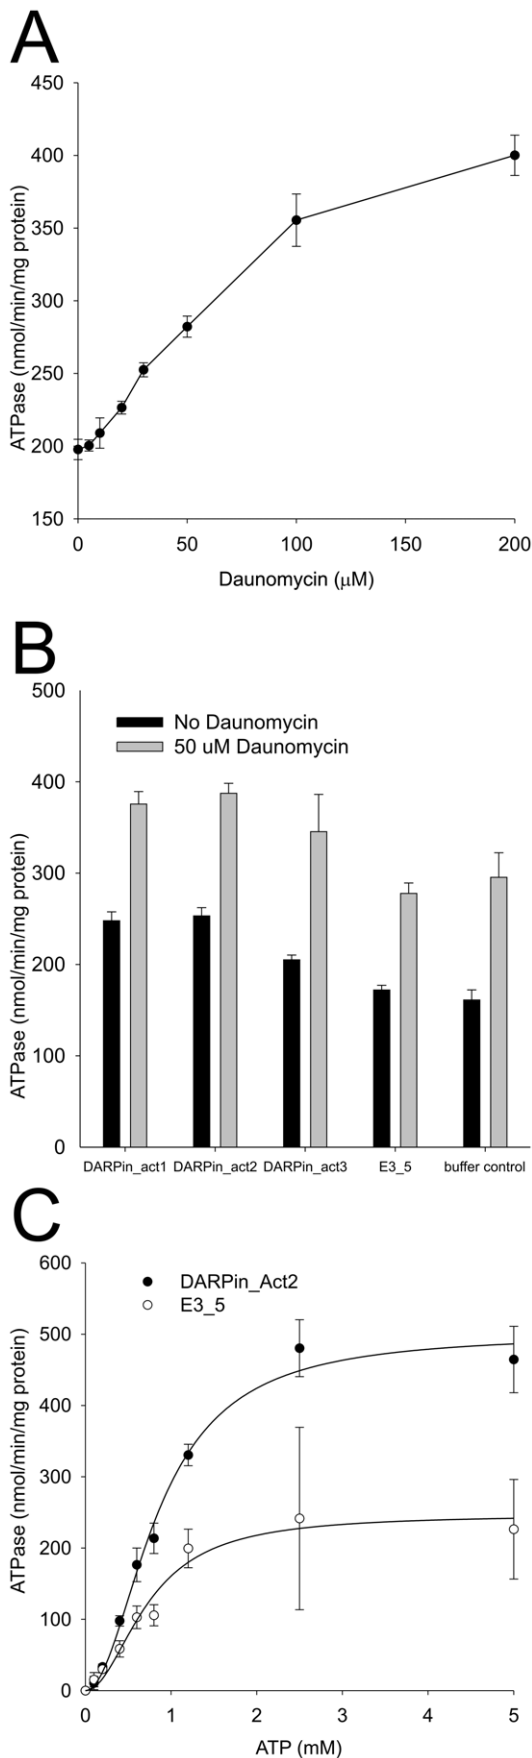 A
450
400
350
300
250
200
150
ATPase (nmol/min/mg protein)
0 50 100 150 200
Daunomycin (µM)
B
500
400
300
200
100
0
ATPase (nmol/min/mg protein)
No Daunomycin
50 uM Daunomycin
DARPin_act1 DARPin_act2 DARPin_act3 E3_5 buffer control
C
600
500
400
300
200
100
0
ATPase (nmol/min/mg protein)
DARPin_Act2
E3_5
0 1 2 3 4 5
ATP (mM)